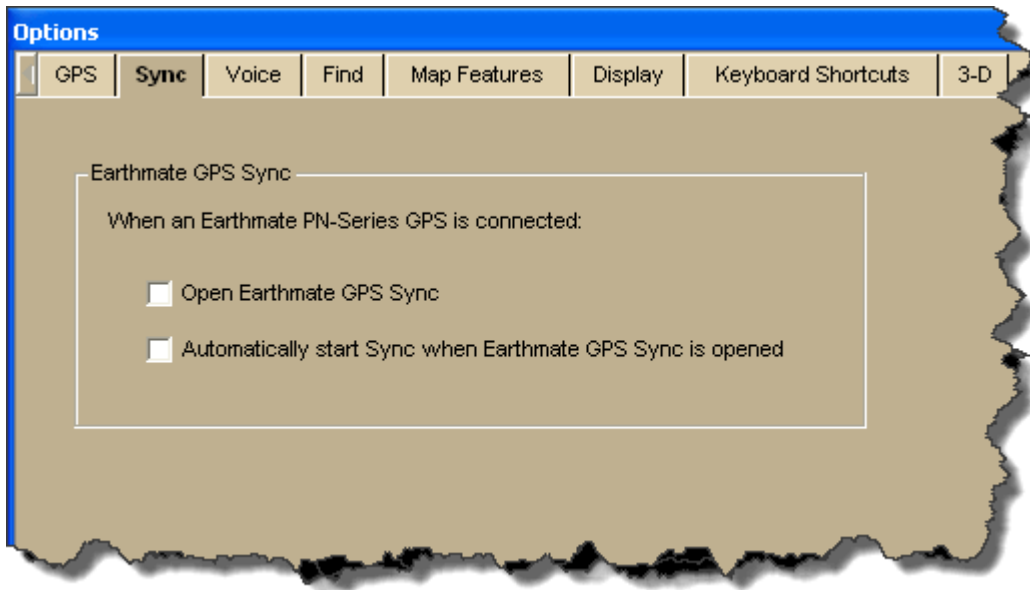 Options
GPS Sync Voice Find Map Features Display Keyboard Shortcuts 3-D
Earthmate GPS Sync
When an Earthmate PN-Series GPS is connected:
Open Earthmate GPS Sync
Automatically start Sync when Earthmate GPS Sync is opened